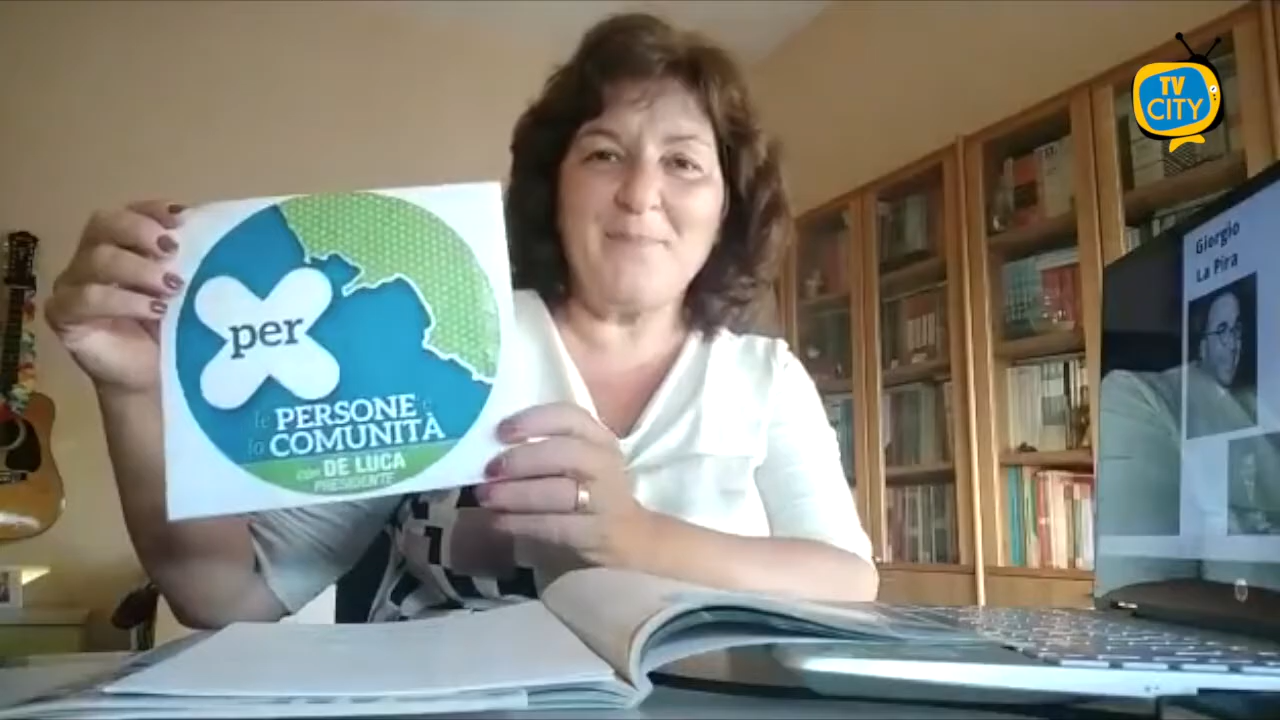 TV
CITY
Giorgio
La Pira
per
le PERSONE e
la COMUNITÀ
con DE LUCA
PRESIDENTE